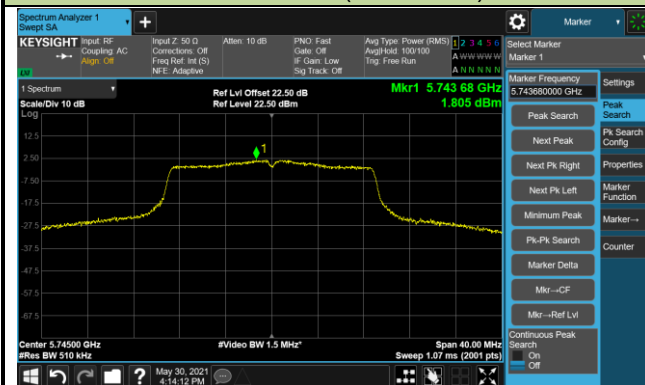 Spectrum Analyzer 1
Swept SA
+
Marker
KEYSIGHT
Input: RF
Coupling: AC
Align: Off
Input Z: 50 Ω
Corrections: Off
Freq Ref: Int (S)
NFE: Adaptive
Atten: 10 dB
PNO: Fast
Gate: Off
IF Gain: Low
Sig Track: Off
Avg Type: Power (RMS)
Avg|Hold: 100/100
Trig: Free Run
1 2 3 4 5 6
A W W W W W
A N N N N N
Select Marker
Marker 1
1 Spectrum
Scale/Div 10 dB
Log
Ref Lvl Offset 22.50 dB
Ref Level 22.50 dBm
Mkr1 5.743 68 GHz
1.805 dBm
12.5
2.50
-7.50
-17.5
-27.5
-37.5
-47.5
-57.5
-67.5
1
Center 5.74500 GHz
#Res BW 510 kHz
#Video BW 1.5 MHz*
Span 40.00 MHz
Sweep 1.07 ms (2001 pts)
Marker Frequency
5.743680000 GHz
Peak Search
Next Peak
Next Pk Right
Next Pk Left
Minimum Peak
Pk-Pk Search
Marker Delta
Mkr→CF
Mkr→Ref Lvl
Continuous Peak
Search
On
Off
Settings
Peak
Search
Pk Search
Config
Properties
Marker
Function
Marker→
Counter
?
May 30, 2021
4:14:12 PM